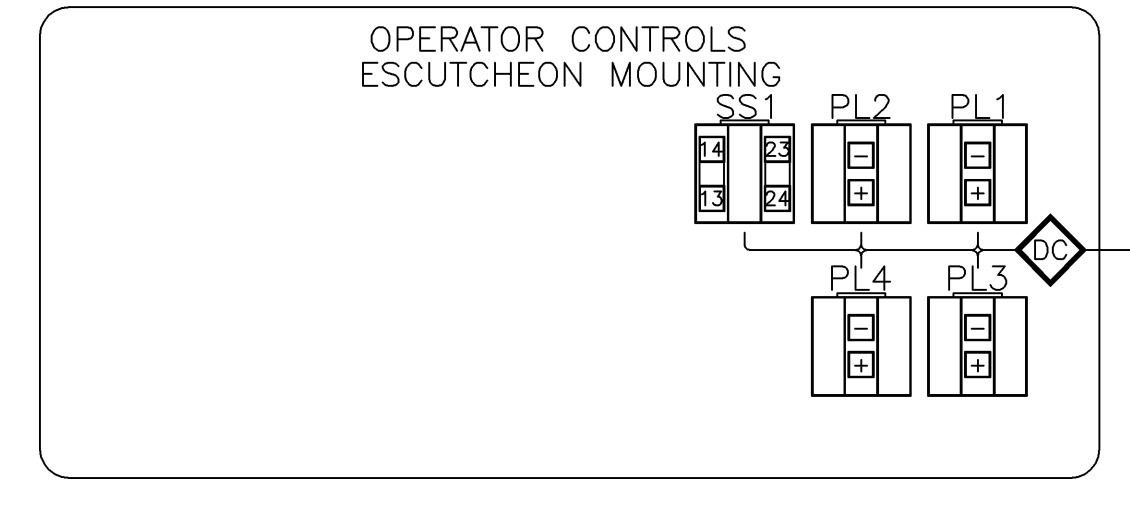 OPERATOR CONTROLS
ESCUTCHEON MOUNTING
SS1 PL2 PL1
14 23 - -
13 24 + +
DC
PL4 PL3
- -
+ +